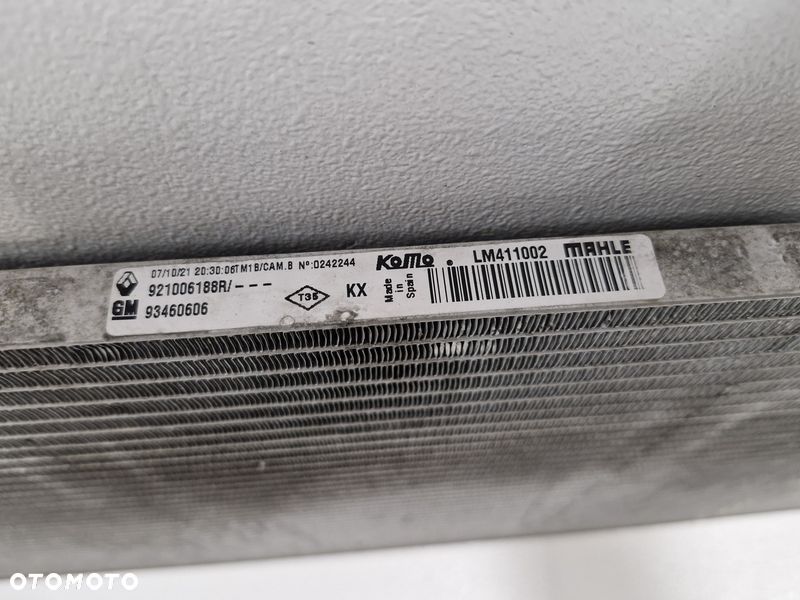 07/10/21 20:30:06TM1B/CAM.B Nº:0242244
921006188R/---
GM 93460606
T35
KX
KOMO.
Made in Spain
LM411002 MAHLE
OTOMOTO